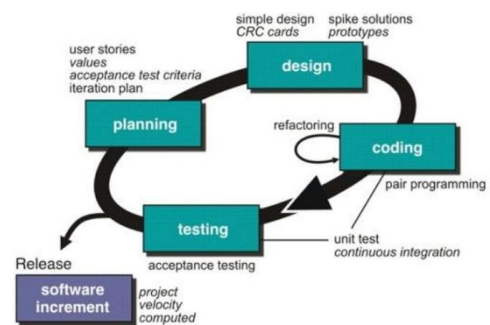 simple design
CRC cards
spike solutions
prototypes
design
user stories
values
acceptance test criteria
iteration plan
planning
refactoring
coding
pair programming
testing
acceptance testing
unit test
continuous integration
Release
software
increment
project
velocity
computed